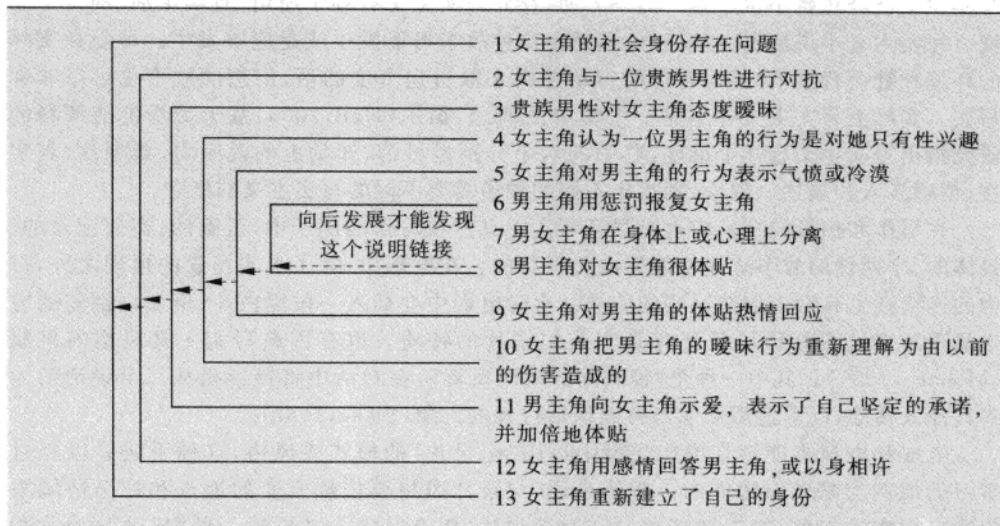 1 女主角的社会身份存在问题
2 女主角与一位贵族男性进行对抗
3 贵族男性对女主角态度暧昧
4 女主角认为一位男主角的行为是对她只有性兴趣
5 女主角对男主角的行为表示气愤或冷漠
6 男主角用惩罚报复女主角
向后发展才能发现
这个说明链接
7 男女主角在身体上或心理上分离
8 男主角对女主角很体贴
9 女主角对男主角的体贴热情回应
10 女主角把男主角的暧昧行为重新理解为由以前
的伤害造成的
11 男主角向女主角示爱，表示了自己坚定的承诺，
并加倍地体贴
12 女主角用感情回答男主角，或以身相许
13 女主角重新建立了自己的身份